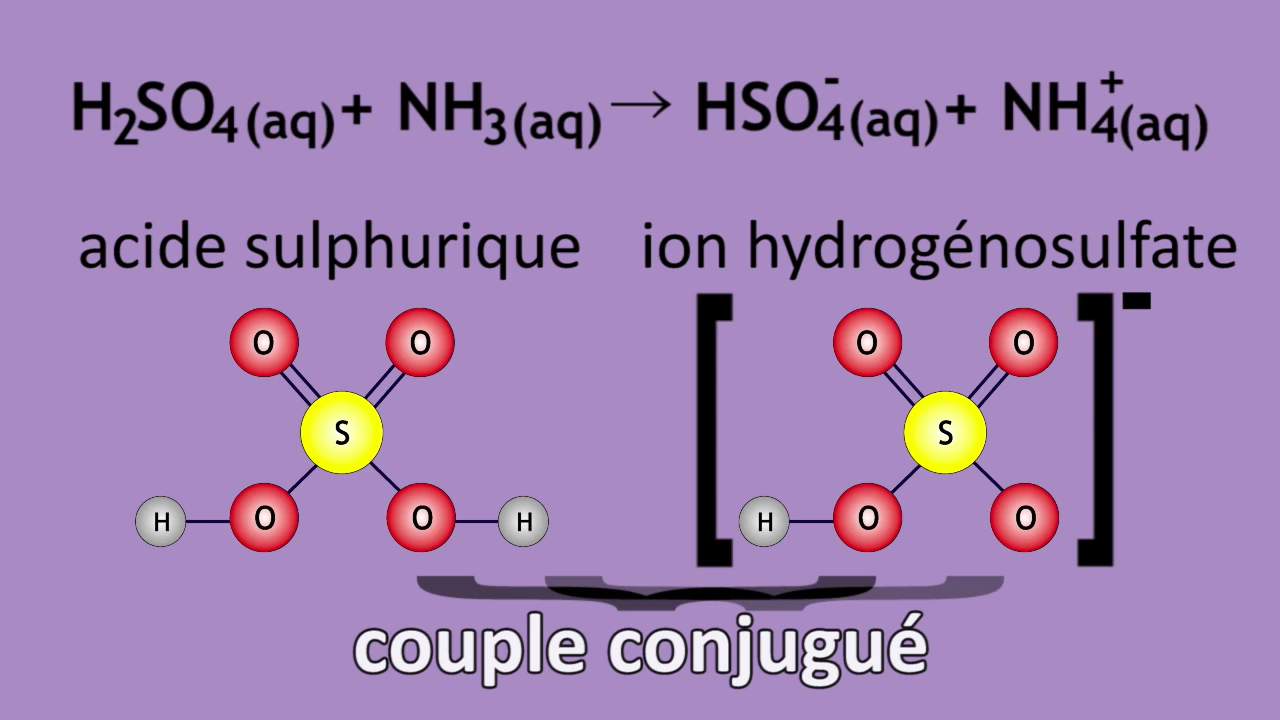 H₂SO₄(aq) + NH₃(aq) → HSO₄⁻(aq) + NH₄⁺(aq)
acide sulphurique ion hydrogénosulfate
O O O O -
S S
H O O H H O O
couple conjugué